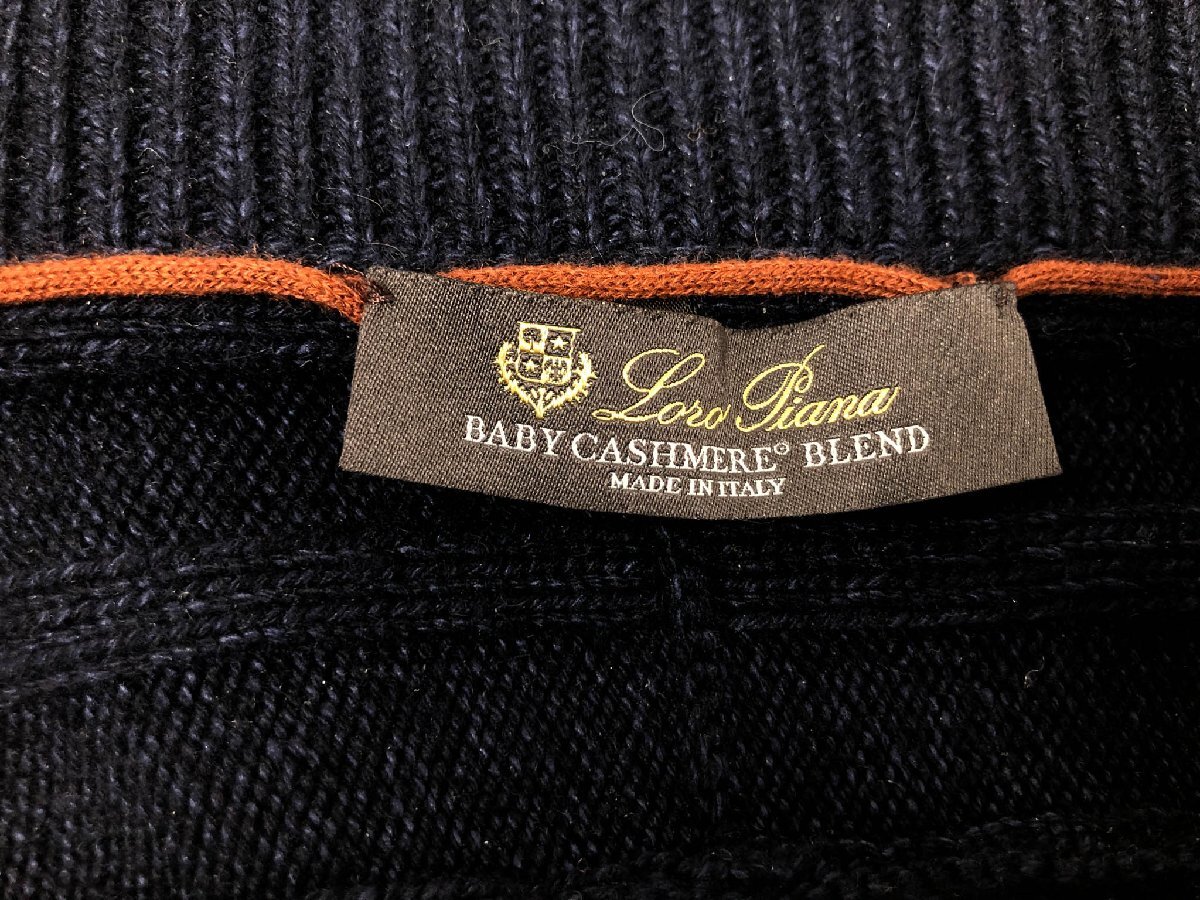 Loro Piana
BABY CASHMERE® BLEND
MADE IN ITALY